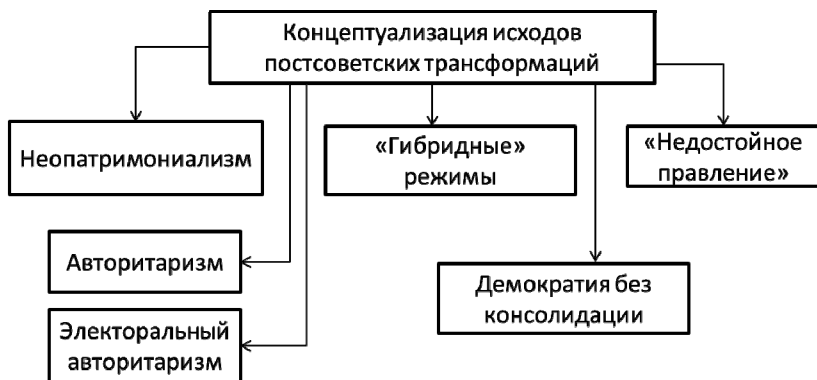 Концептуализация исходов
постсоветских трансформаций
Неопатримониализм
«Гибридные»
режимы
«Недостойное
правление»
Авторитаризм
Демократия без
консолидации
Электоральный
авторитаризм